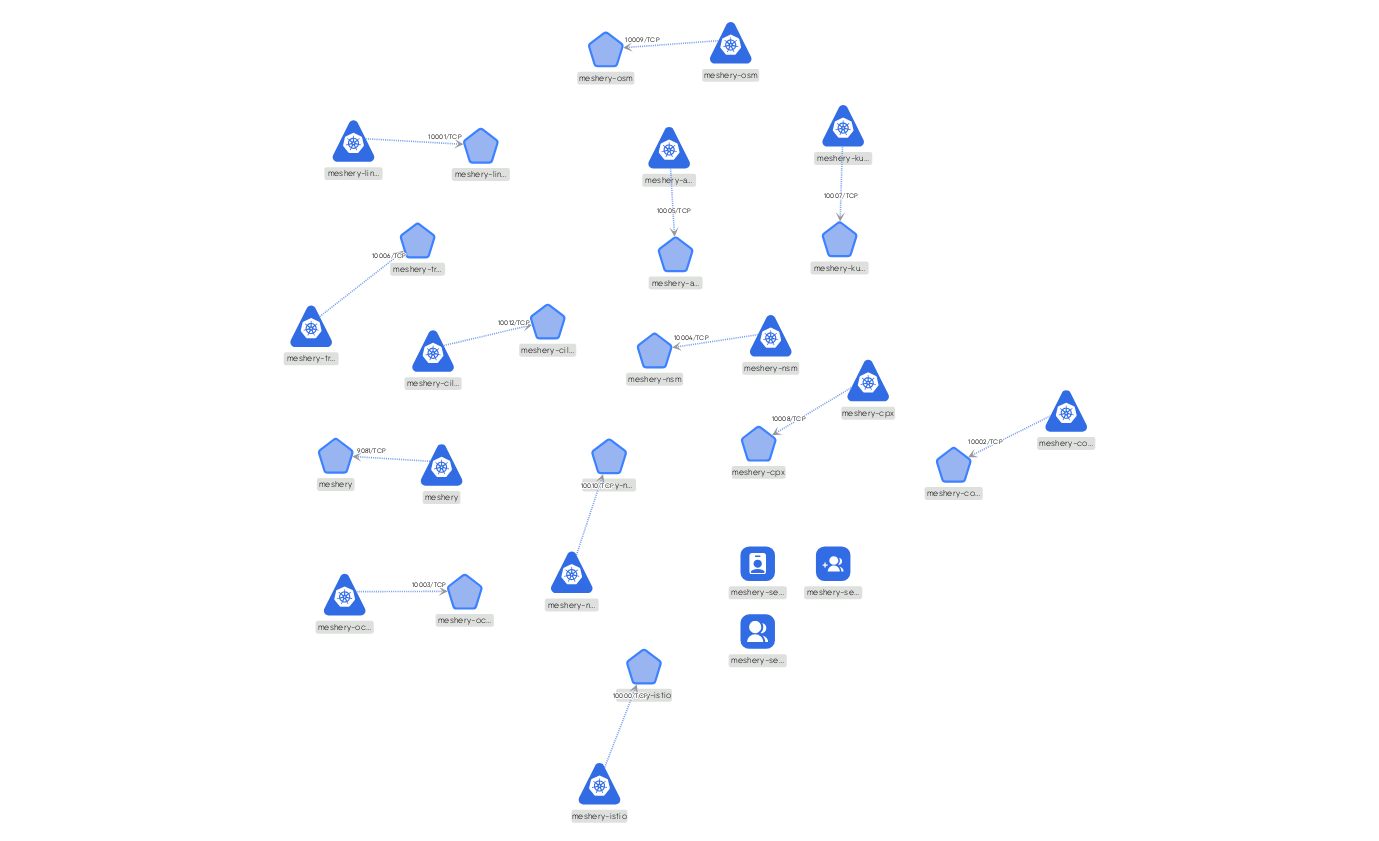 10009/TCP
meshery-osm
meshery-osm
10001/TCP
meshery-lin...
meshery-lin...
meshery-a...
10005/TCP
meshery-a...
meshery-ku...
10007/TCP
meshery-ku...
10006/TCP
meshery-tr...
meshery-tr...
10012/TCP
meshery-cil...
meshery-cil...
10004/TCP
meshery-nsm
meshery-nsm
meshery-cpx
10008/TCP
meshery-cpx
meshery-co...
10002/TCP
meshery-co...
9081/TCP
meshery
meshery
10010/TCP
y-n...
meshery-n...
10003/TCP
meshery-oc...
meshery-oc...
meshery-se...
meshery-se...
meshery-se...
10000/TCP
y-istio
meshery-istio